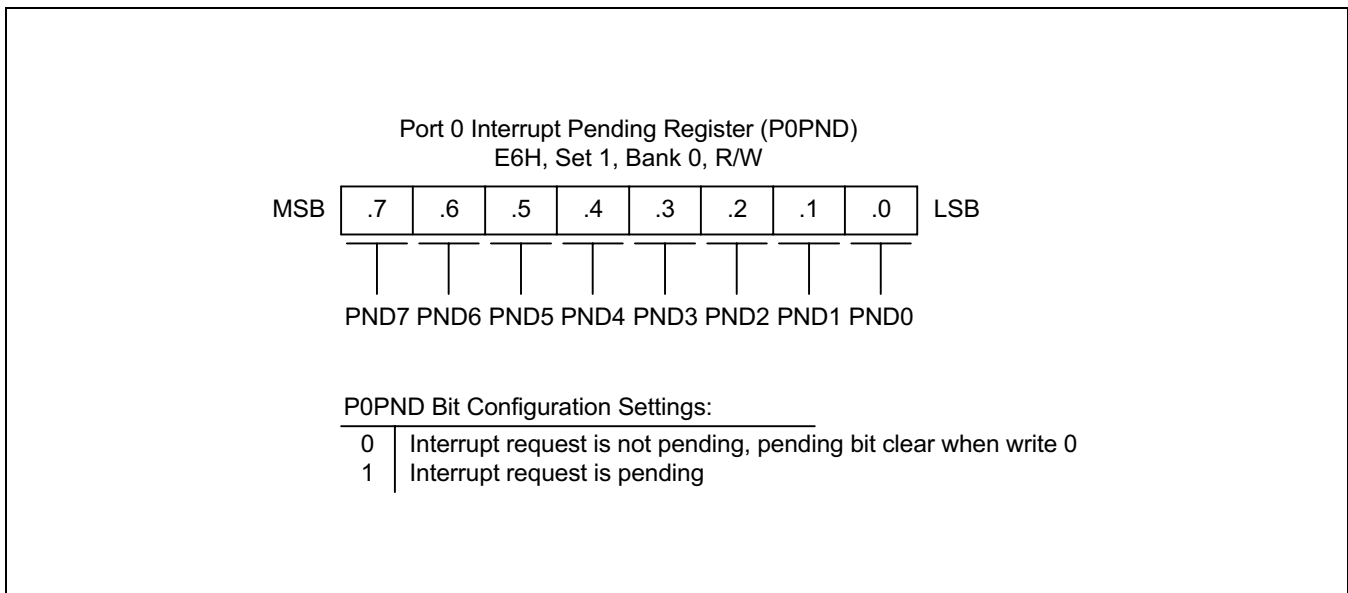 Port 0 Interrupt Pending Register (P0PND)
E6H, Set 1, Bank 0, R/W
MSB .7 .6 .5 .4 .3 .2 .1 .0 LSB
PND7 PND6 PND5 PND4 PND3 PND2 PND1 PND0
P0PND Bit Configuration Settings:
0 Interrupt request is not pending, pending bit clear when write 0
1 Interrupt request is pending